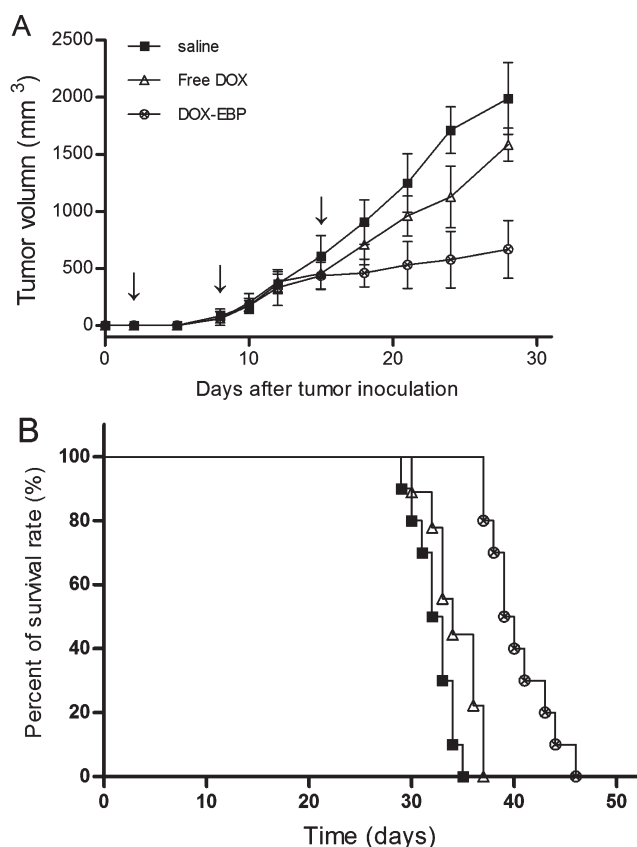 A
Tumor volumn (mm³)
2500
2000
1500
1000
500
0
saline
Free DOX
DOX-EBP
0 10 20 30
Days after tumor inoculation
B
Percent of survival rate (%)
100
80
60
40
20
0
0 10 20 30 40 50
Time (days)